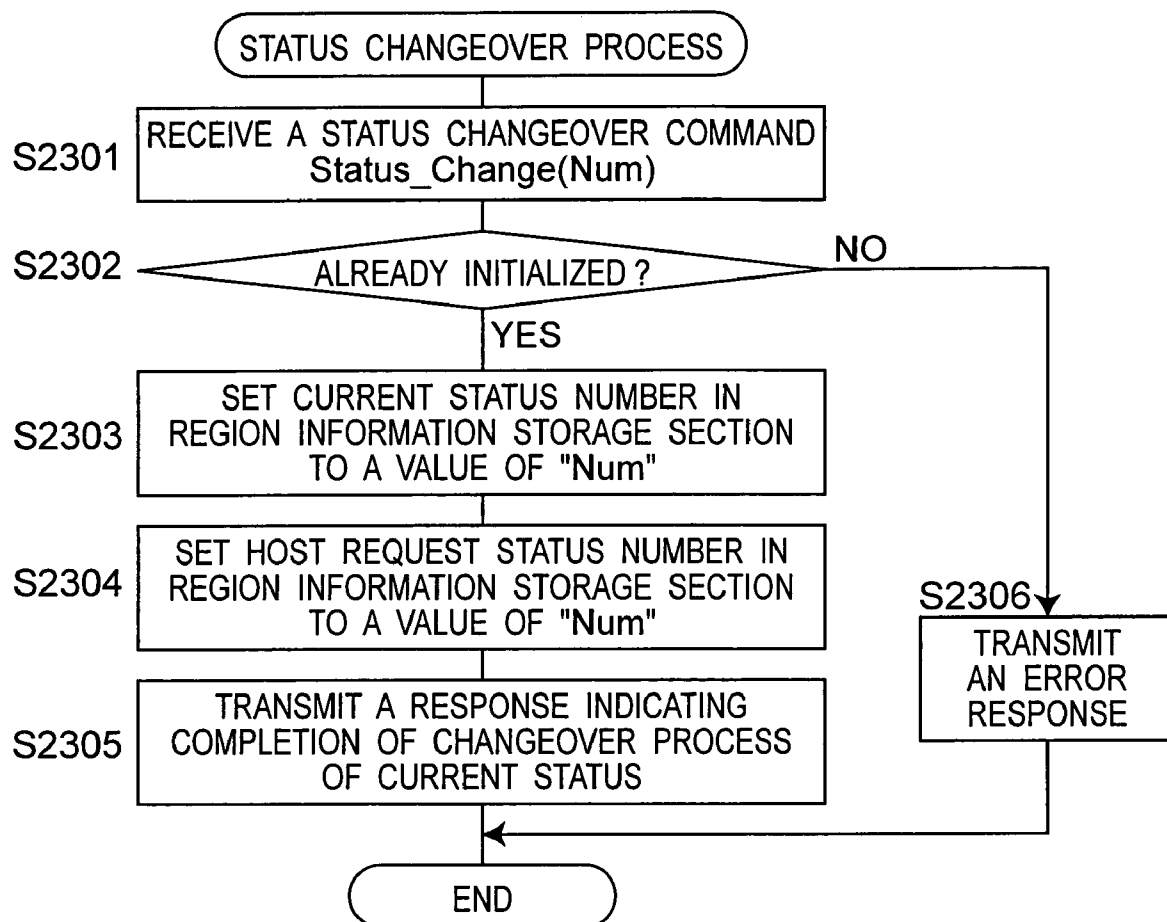 STATUS CHANGEOVER PROCESS
S2301
RECEIVE A STATUS CHANGEOVER COMMAND
Status_Change(Num)
S2302
ALREADY INITIALIZED ?
NO
YES
S2303
SET CURRENT STATUS NUMBER IN
REGION INFORMATION STORAGE SECTION
TO A VALUE OF "Num"
S2304
SET HOST REQUEST STATUS NUMBER IN
REGION INFORMATION STORAGE SECTION
TO A VALUE OF "Num"
S2306
TRANSMIT
AN ERROR
RESPONSE
S2305
TRANSMIT A RESPONSE INDICATING
COMPLETION OF CHANGEOVER PROCESS
OF CURRENT STATUS
END